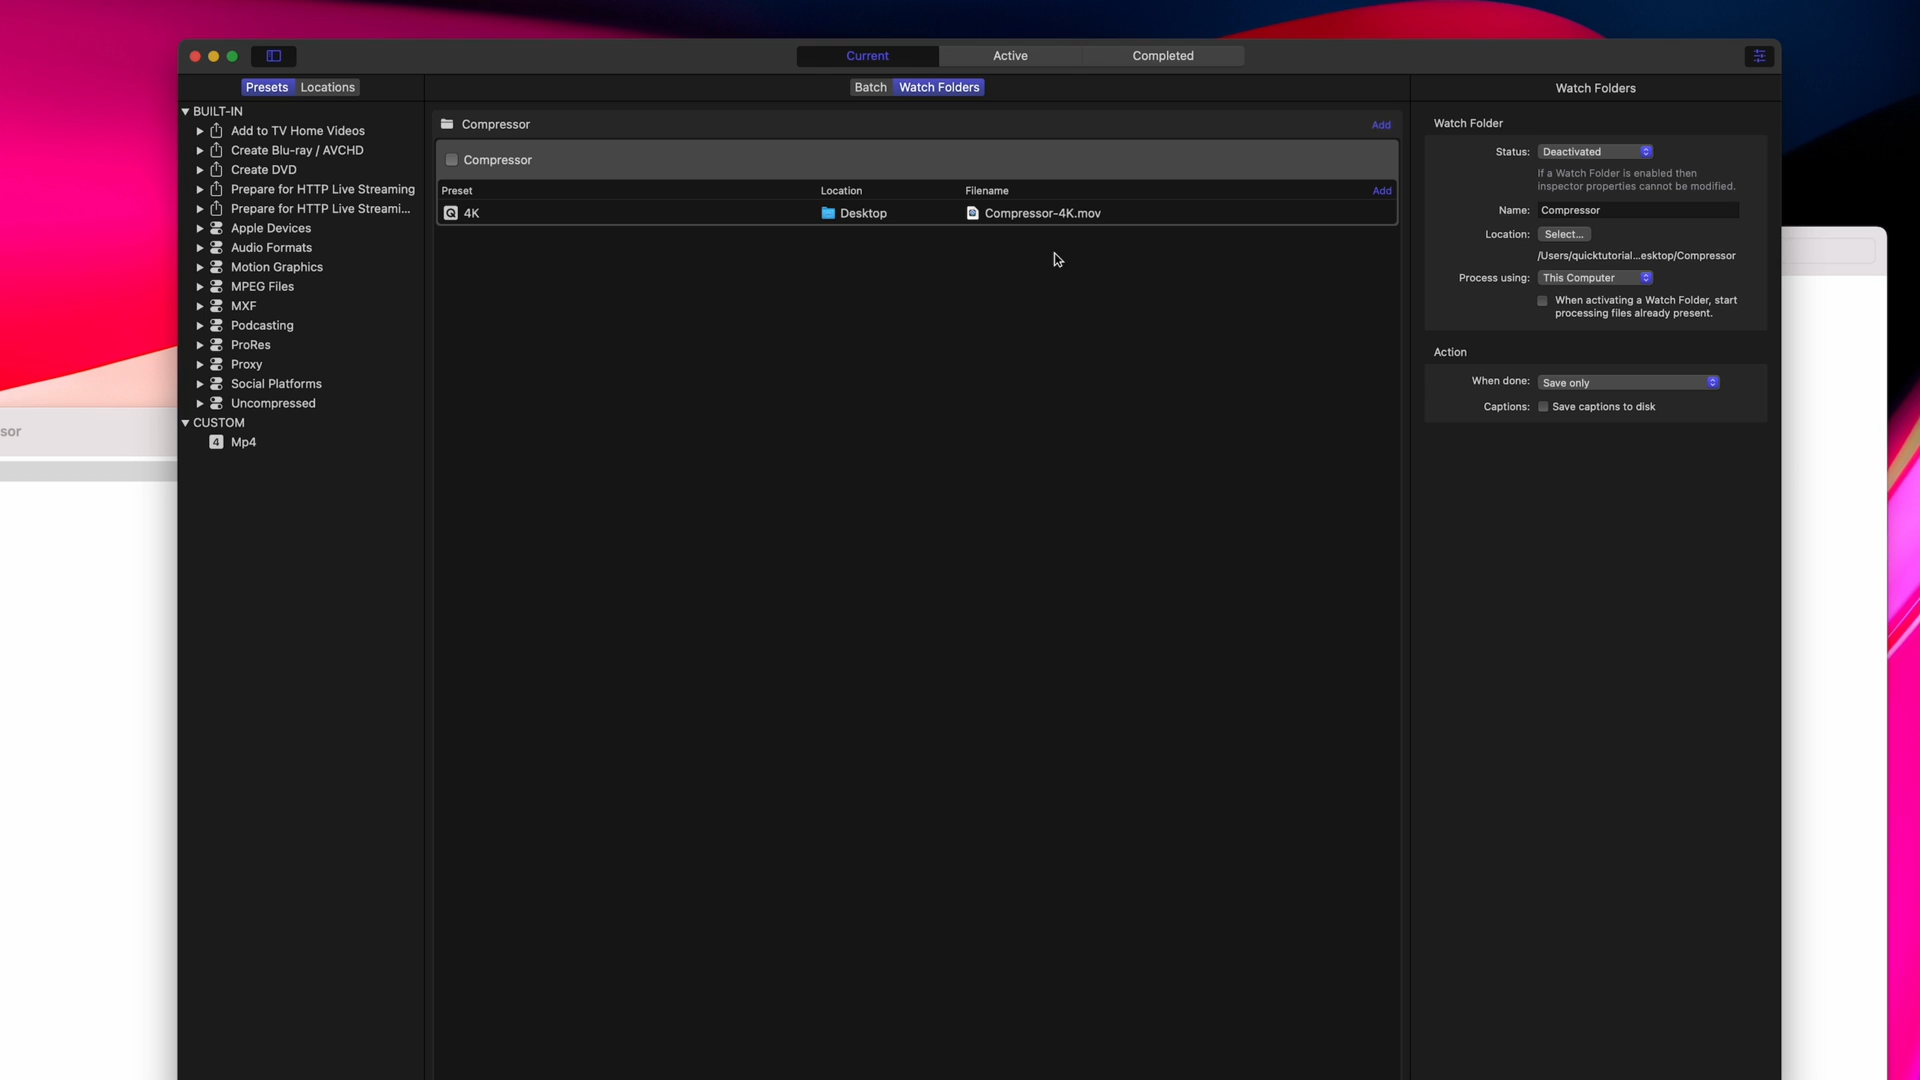 Current
Active
Completed
Presets
Locations
Batch
Watch Folders
Watch Folders
BUILT-IN
Add to TV Home Videos
Create Blu-ray / AVCHD
Create DVD
Prepare for HTTP Live Streaming
Prepare for HTTP Live Streami...
Apple Devices
Audio Formats
Motion Graphics
MPEG Files
MXF
Podcasting
ProRes
Proxy
Social Platforms
Uncompressed
CUSTOM
4 Mp4
sor
Compressor
Add
Compressor
Preset
Location
Filename
Add
4K
Desktop
Compressor-4K.mov
Watch Folder
Status: Deactivated
If a Watch Folder is enabled then
inspector properties cannot be modified.
Name: Compressor
Location: Select...
/Users/quicktutorial...esktop/Compressor
Process using: This Computer
When activating a Watch Folder, start
processing files already present.
Action
When done: Save only
Captions: Save captions to disk